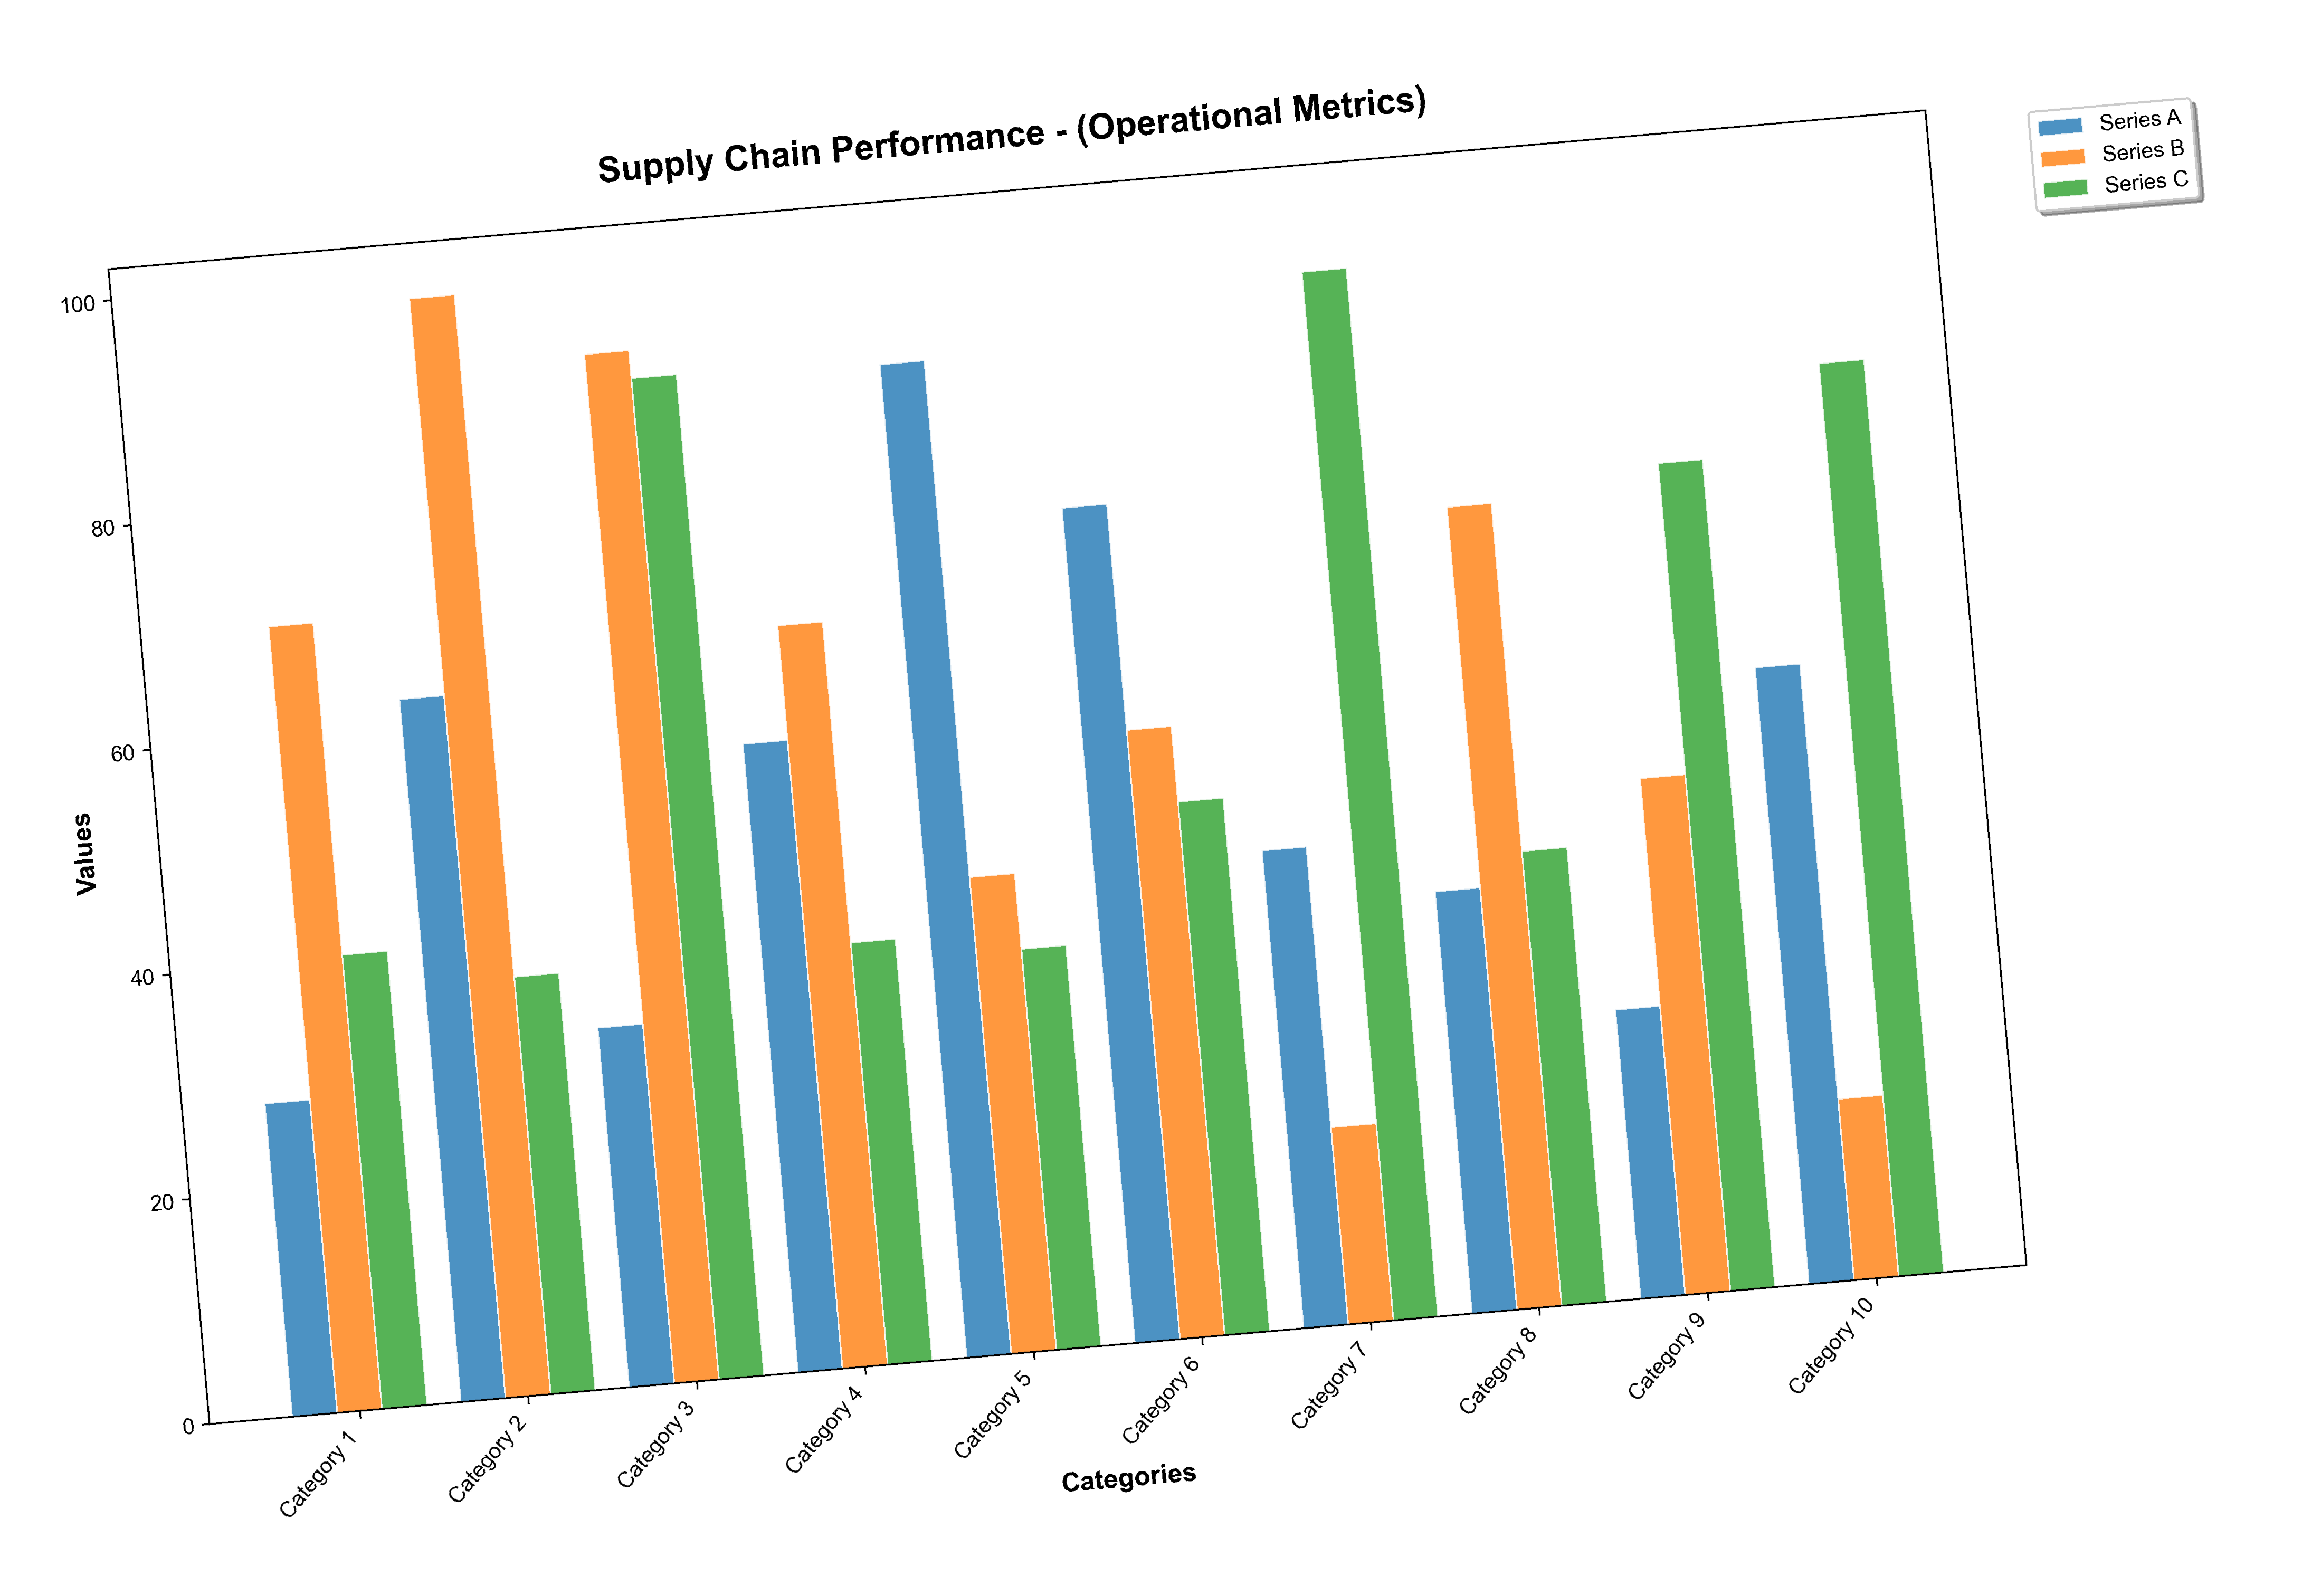 Supply Chain Performance - (Operational Metrics)
Series A
Series B
Series C
100
80
60
40
20
0
Values
Category 1
Category 2
Category 3
Category 4
Category 5
Category 6
Category 7
Category 8
Category 9
Category 10
Categories